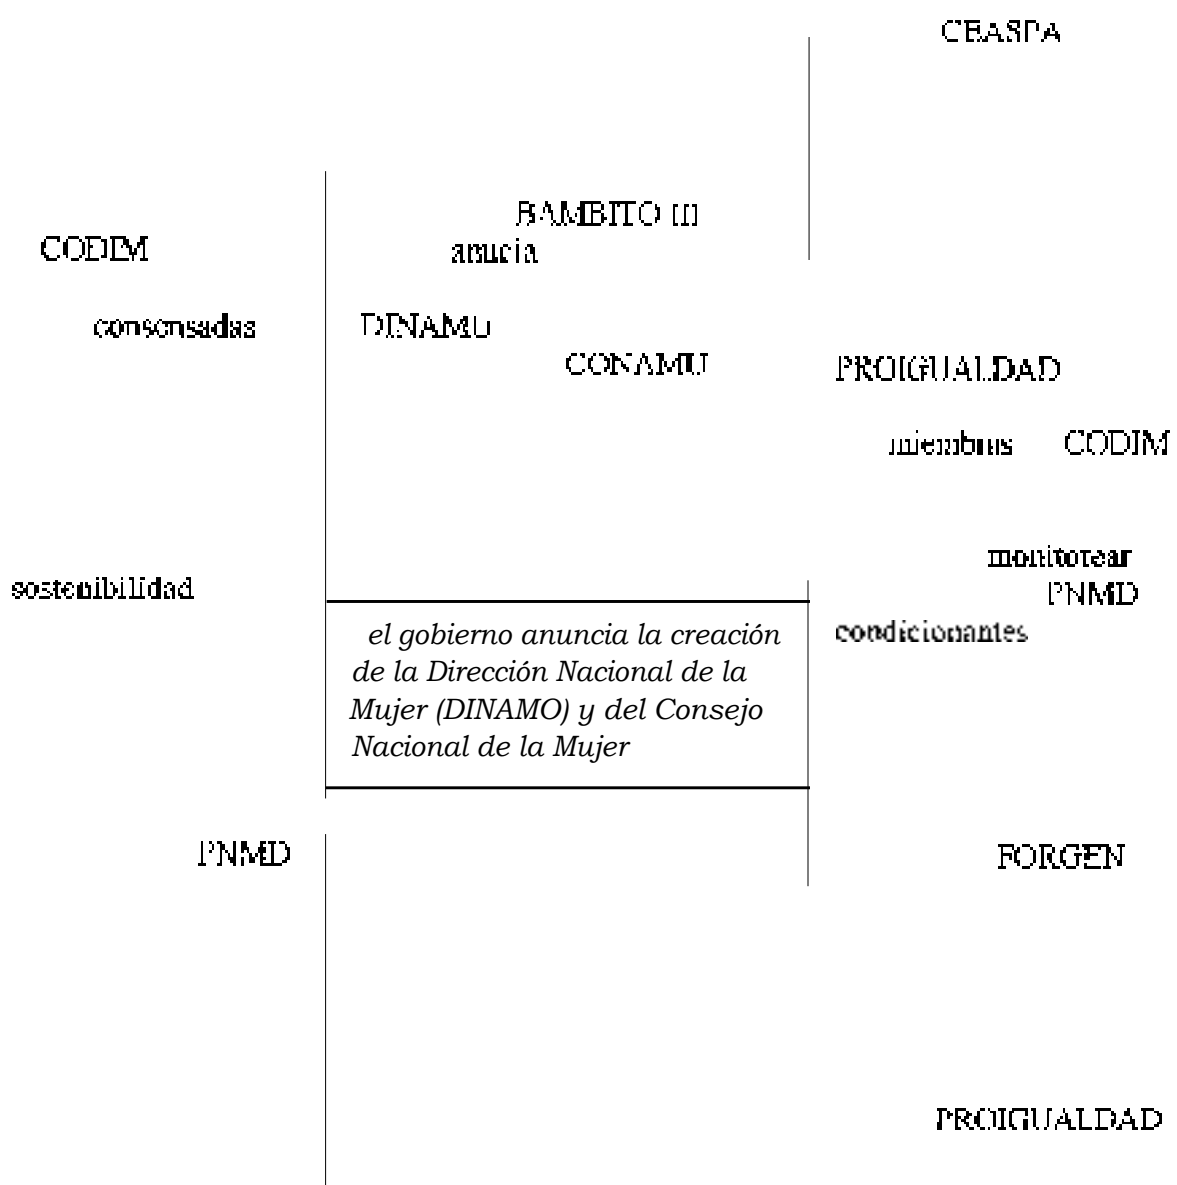 CODIM
consensadas
sostenibilidad
PNMD
BAMBITO III
anucia
DINAMU
CONAMU
el gobierno anuncia la creación
de la Dirección Nacional de la
Mujer (DINAMO) y del Consejo
Nacional de la Mujer
CEASPA
PROIGUALDAD
miembros CODIM
monitorear
PNMD
condicionantes
FORGEN
PROIGUALDAD